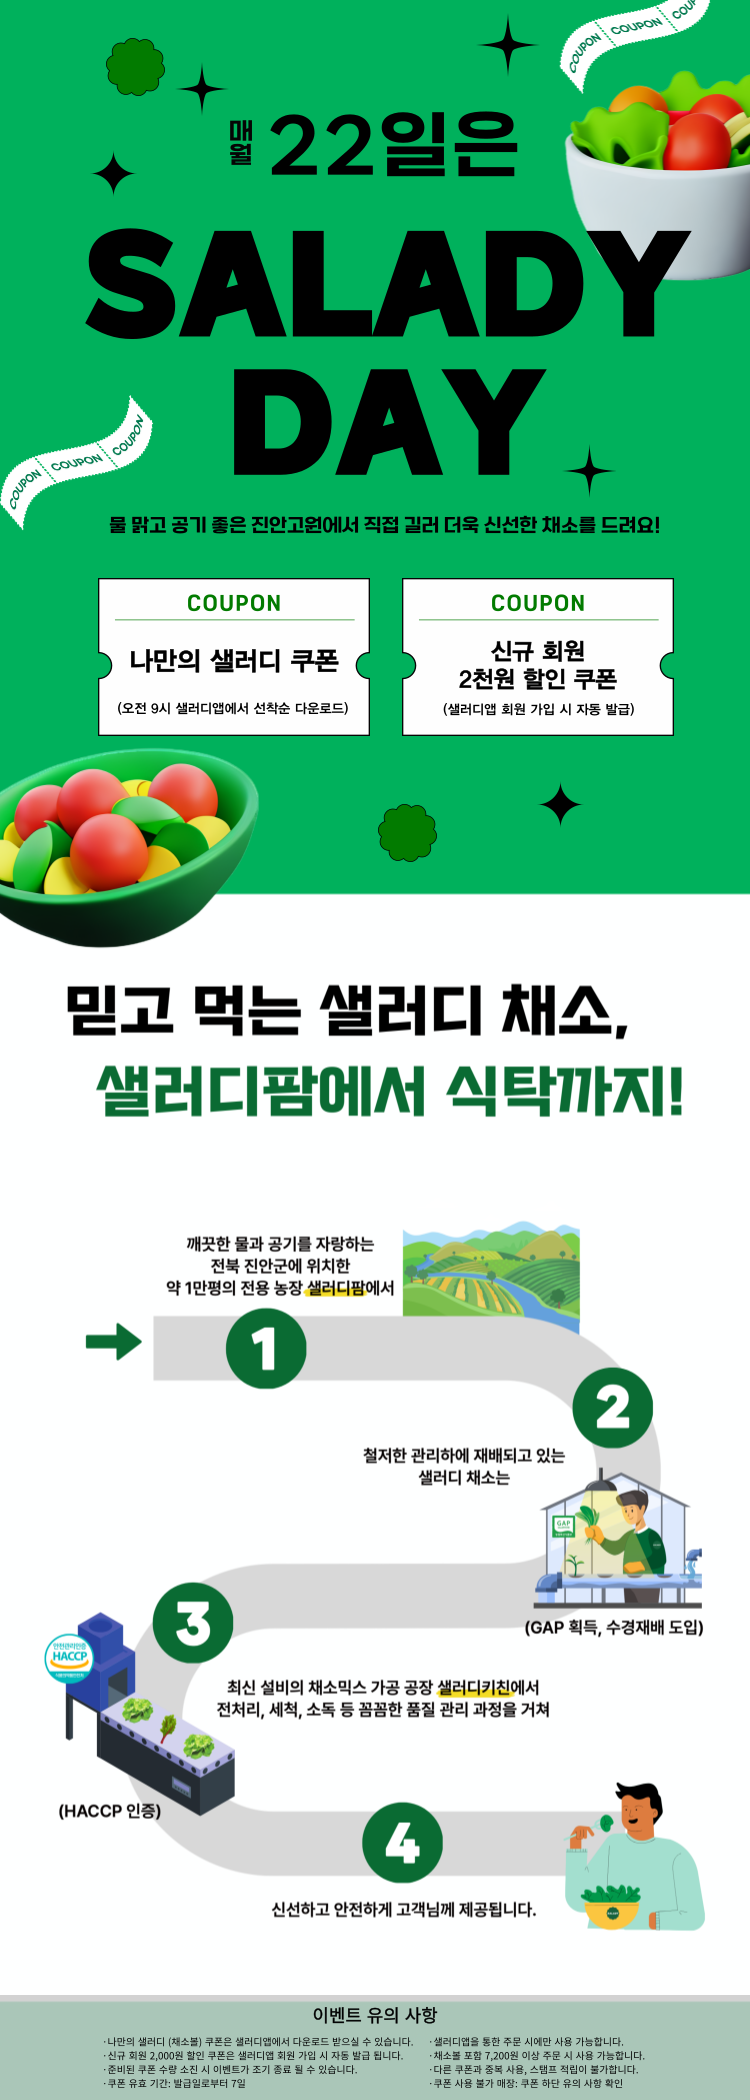 COUPON COUPON COUPON
매월 22일은
SALADY
DAY
COUPON COUPON COUPON
물 맑고 공기 좋은 진안고원에서 직접 길러 더욱 신선한 채소를 드려요!
COUPON
나만의 샐러디 쿠폰
(오전 9시 샐러디앱에서 선착순 다운로드)
COUPON
신규 회원
2천원 할인 쿠폰
(샐러디앱 회원 가입 시 자동 발급)
믿고 먹는 샐러디 채소,
샐러디팜에서 식탁까지!
깨끗한 물과 공기를 자랑하는
전북 진안군에 위치한
약 1만평의 전용 농장 샐러디팜에서
1
2
철저한 관리하에 재배되고 있는
샐러디 채소는
GAP
(GAP 획득, 수경재배 도입)
3
안전관리인증
HACCP
최신 설비의 채소믹스 가공 공장 샐러디키친에서
전처리, 세척, 소독 등 꼼꼼한 품질 관리 과정을 거쳐
(HACCP 인증)
4
신선하고 안전하게 고객님께 제공됩니다.
이벤트 유의 사항
·나만의 샐러디 (채소볼) 쿠폰은 샐러디앱에서 다운로드 받으실 수 있습니다.
·신규 회원 2,000원 할인 쿠폰은 샐러디앱 회원 가입 시 자동 발급 됩니다.
·준비된 쿠폰 수량 소진 시 이벤트가 조기 종료 될 수 있습니다.
·쿠폰 유효 기간: 발급일로부터 7일
·샐러디앱을 통한 주문 시에만 사용 가능합니다.
·채소볼 포함 7,200원 이상 주문 시 사용 가능합니다.
·다른 쿠폰과 중복 사용, 스탬프 적립이 불가합니다.
·쿠폰 사용 불가 매장: 쿠폰 하단 유의 사항 확인